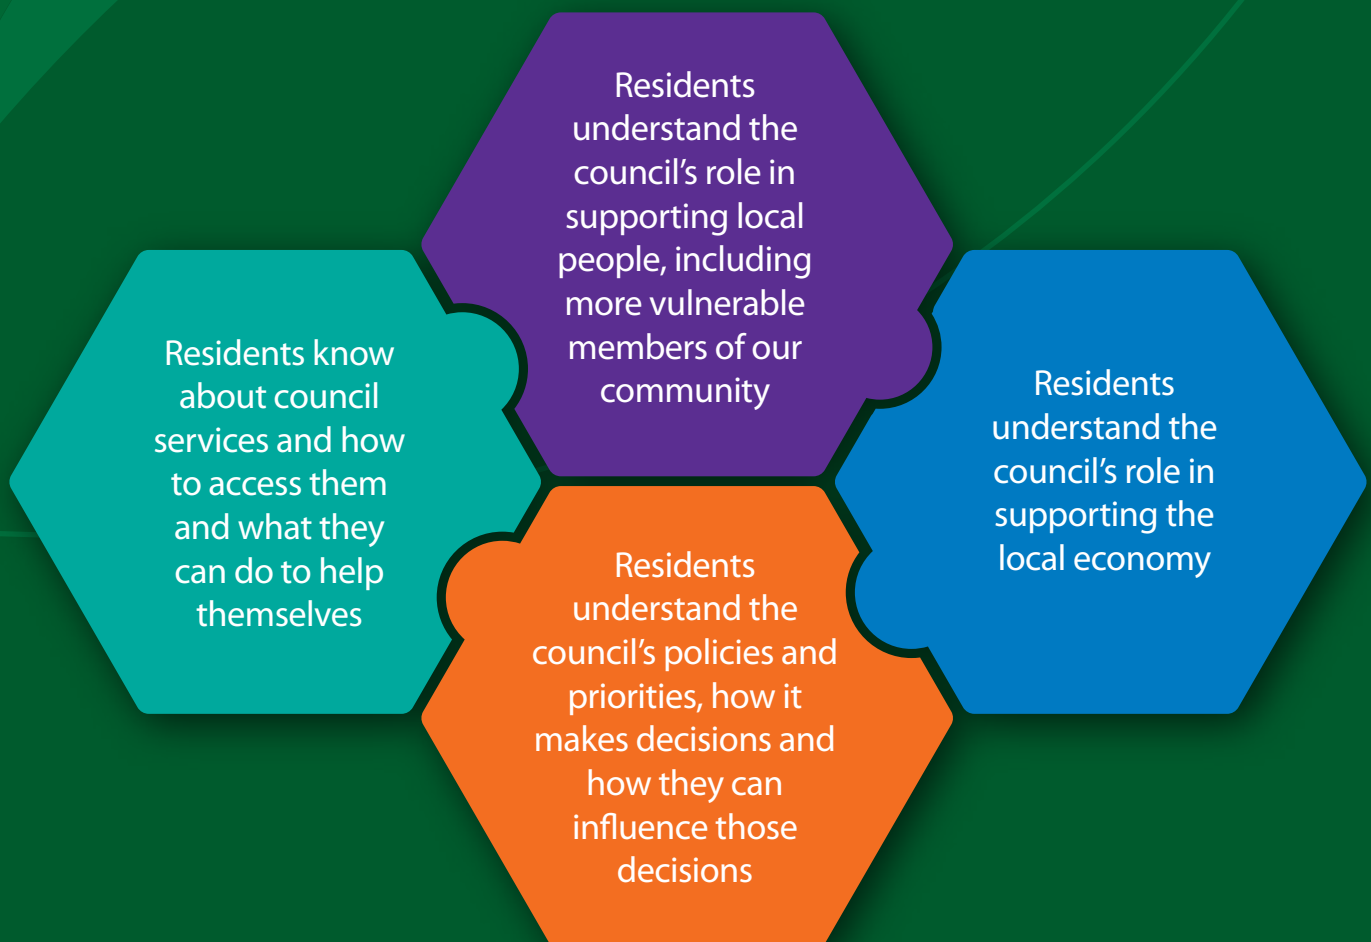 Residents
understand the
council’s role in
supporting local
people, including
more vulnerable
members of our
community
Residents know
about council
services and how
to access them
and what they
can do to help
themselves
Residents
understand the
council’s role in
supporting the
local economy
Residents
understand the
council’s policies and
priorities, how it
makes decisions and
how they can
influence those
decisions